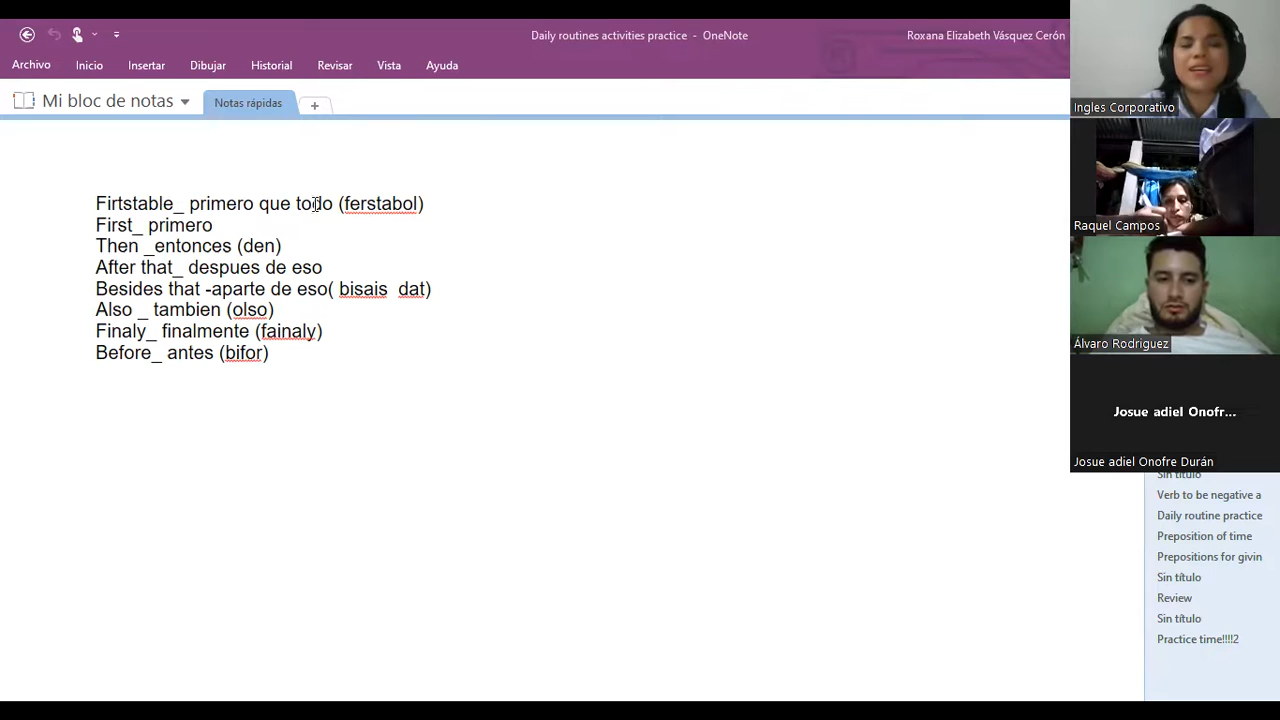 Daily routines activities practice - OneNote
Roxana Elizabeth Vásquez Cerón
Archivo Inicio Insertar Dibujar Historial Revisar Vista Ayuda
Mi bloc de notas Notas rápidas +
Firtstable_ primero que todo (ferstabol)
First_ primero
Then _entonces (den)
After that_ despues de eso
Besides that -aparte de eso( bisais dat)
Also _ tambien (olso)
Finaly_ finalmente (fainaly)
Before_ antes (bifor)
Ingles Corporativo
Raquel Campos
Álvaro Rodriguez
Josue adiel Onofr...
Josue adiel Onofre Durán
Sin título
Verb to be negative a
Daily routine practice
Preposition of time
Prepositions for givin
Sin título
Review
Sin título
Practice time!!!!2